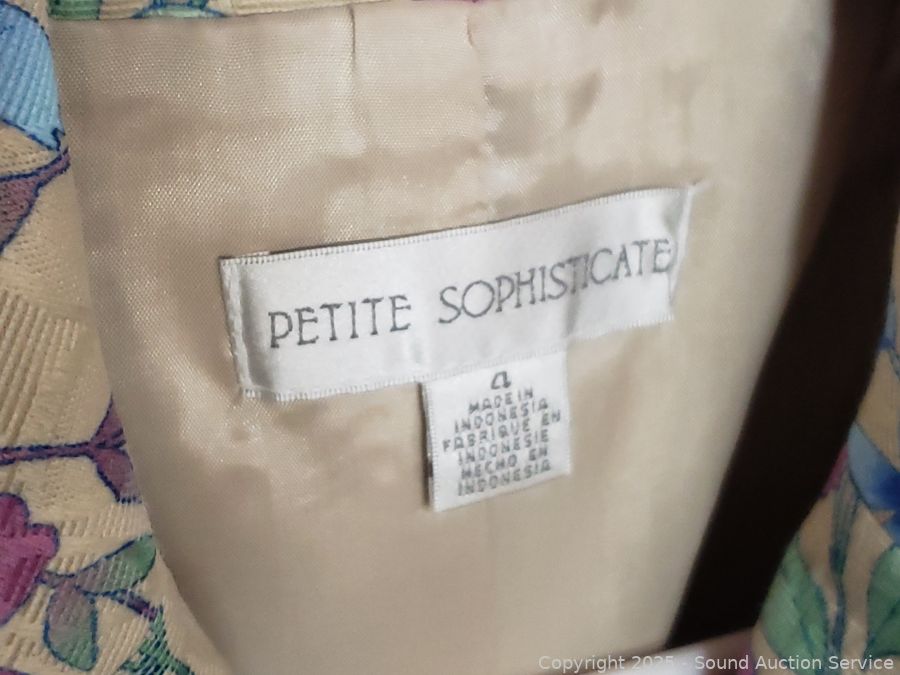 PETITE SOPHISTICATE
4
MADE IN
INDONESIA
FABRIQUE EN
INDONESIE
HECHO EN
INDONESIA
Copyright 2025 - Sound Auction Service